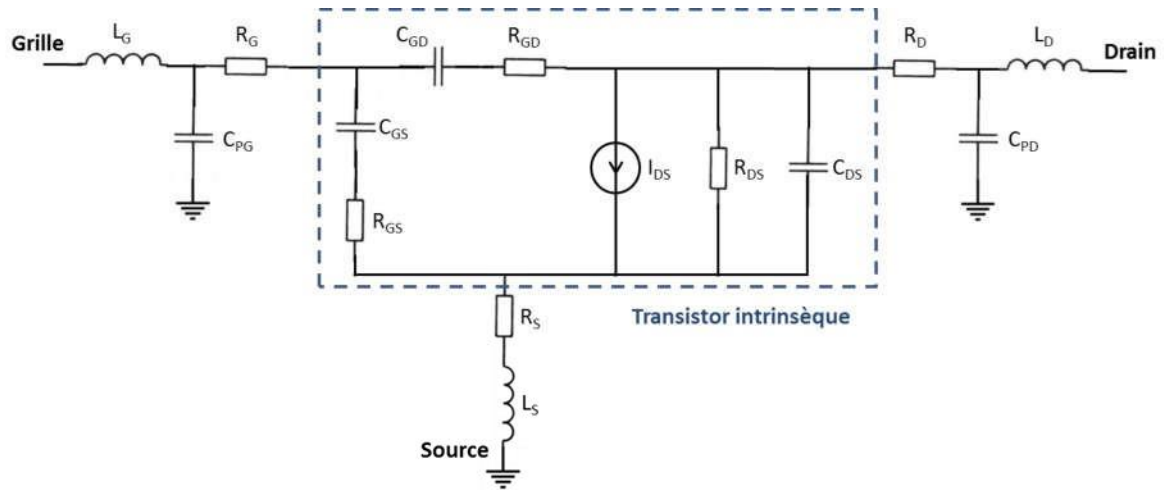 Grille
L_G
R_G
C_GD
R_GD
R_D
L_D
Drain
C_PG
C_GS
I_DS
R_DS
C_DS
C_PD
R_GS
R_S
Transistor intrinsèque
L_S
Source